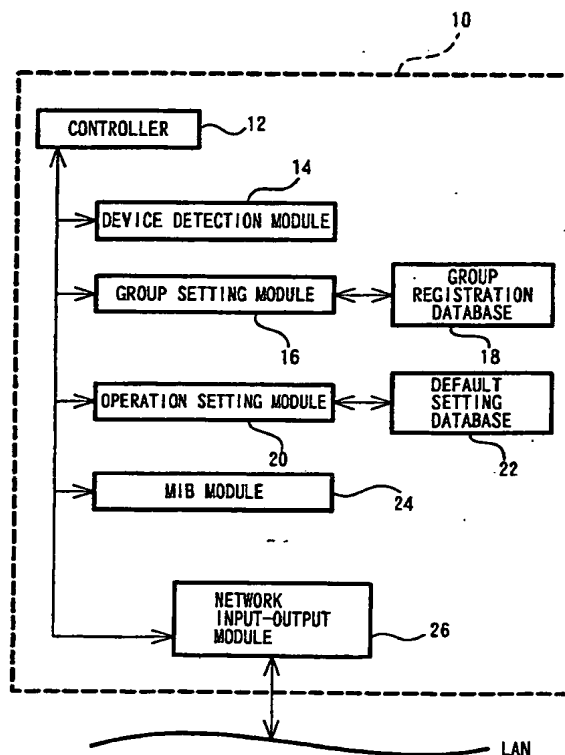 10
CONTROLLER
12
14
DEVICE DETECTION MODULE
GROUP SETTING MODULE
16
GROUP
REGISTRATION
DATABASE
18
OPERATION SETTING MODULE
20
DEFAULT
SETTING
DATABASE
22
MIB MODULE
24
NETWORK
INPUT-OUTPUT
MODULE
26
LAN